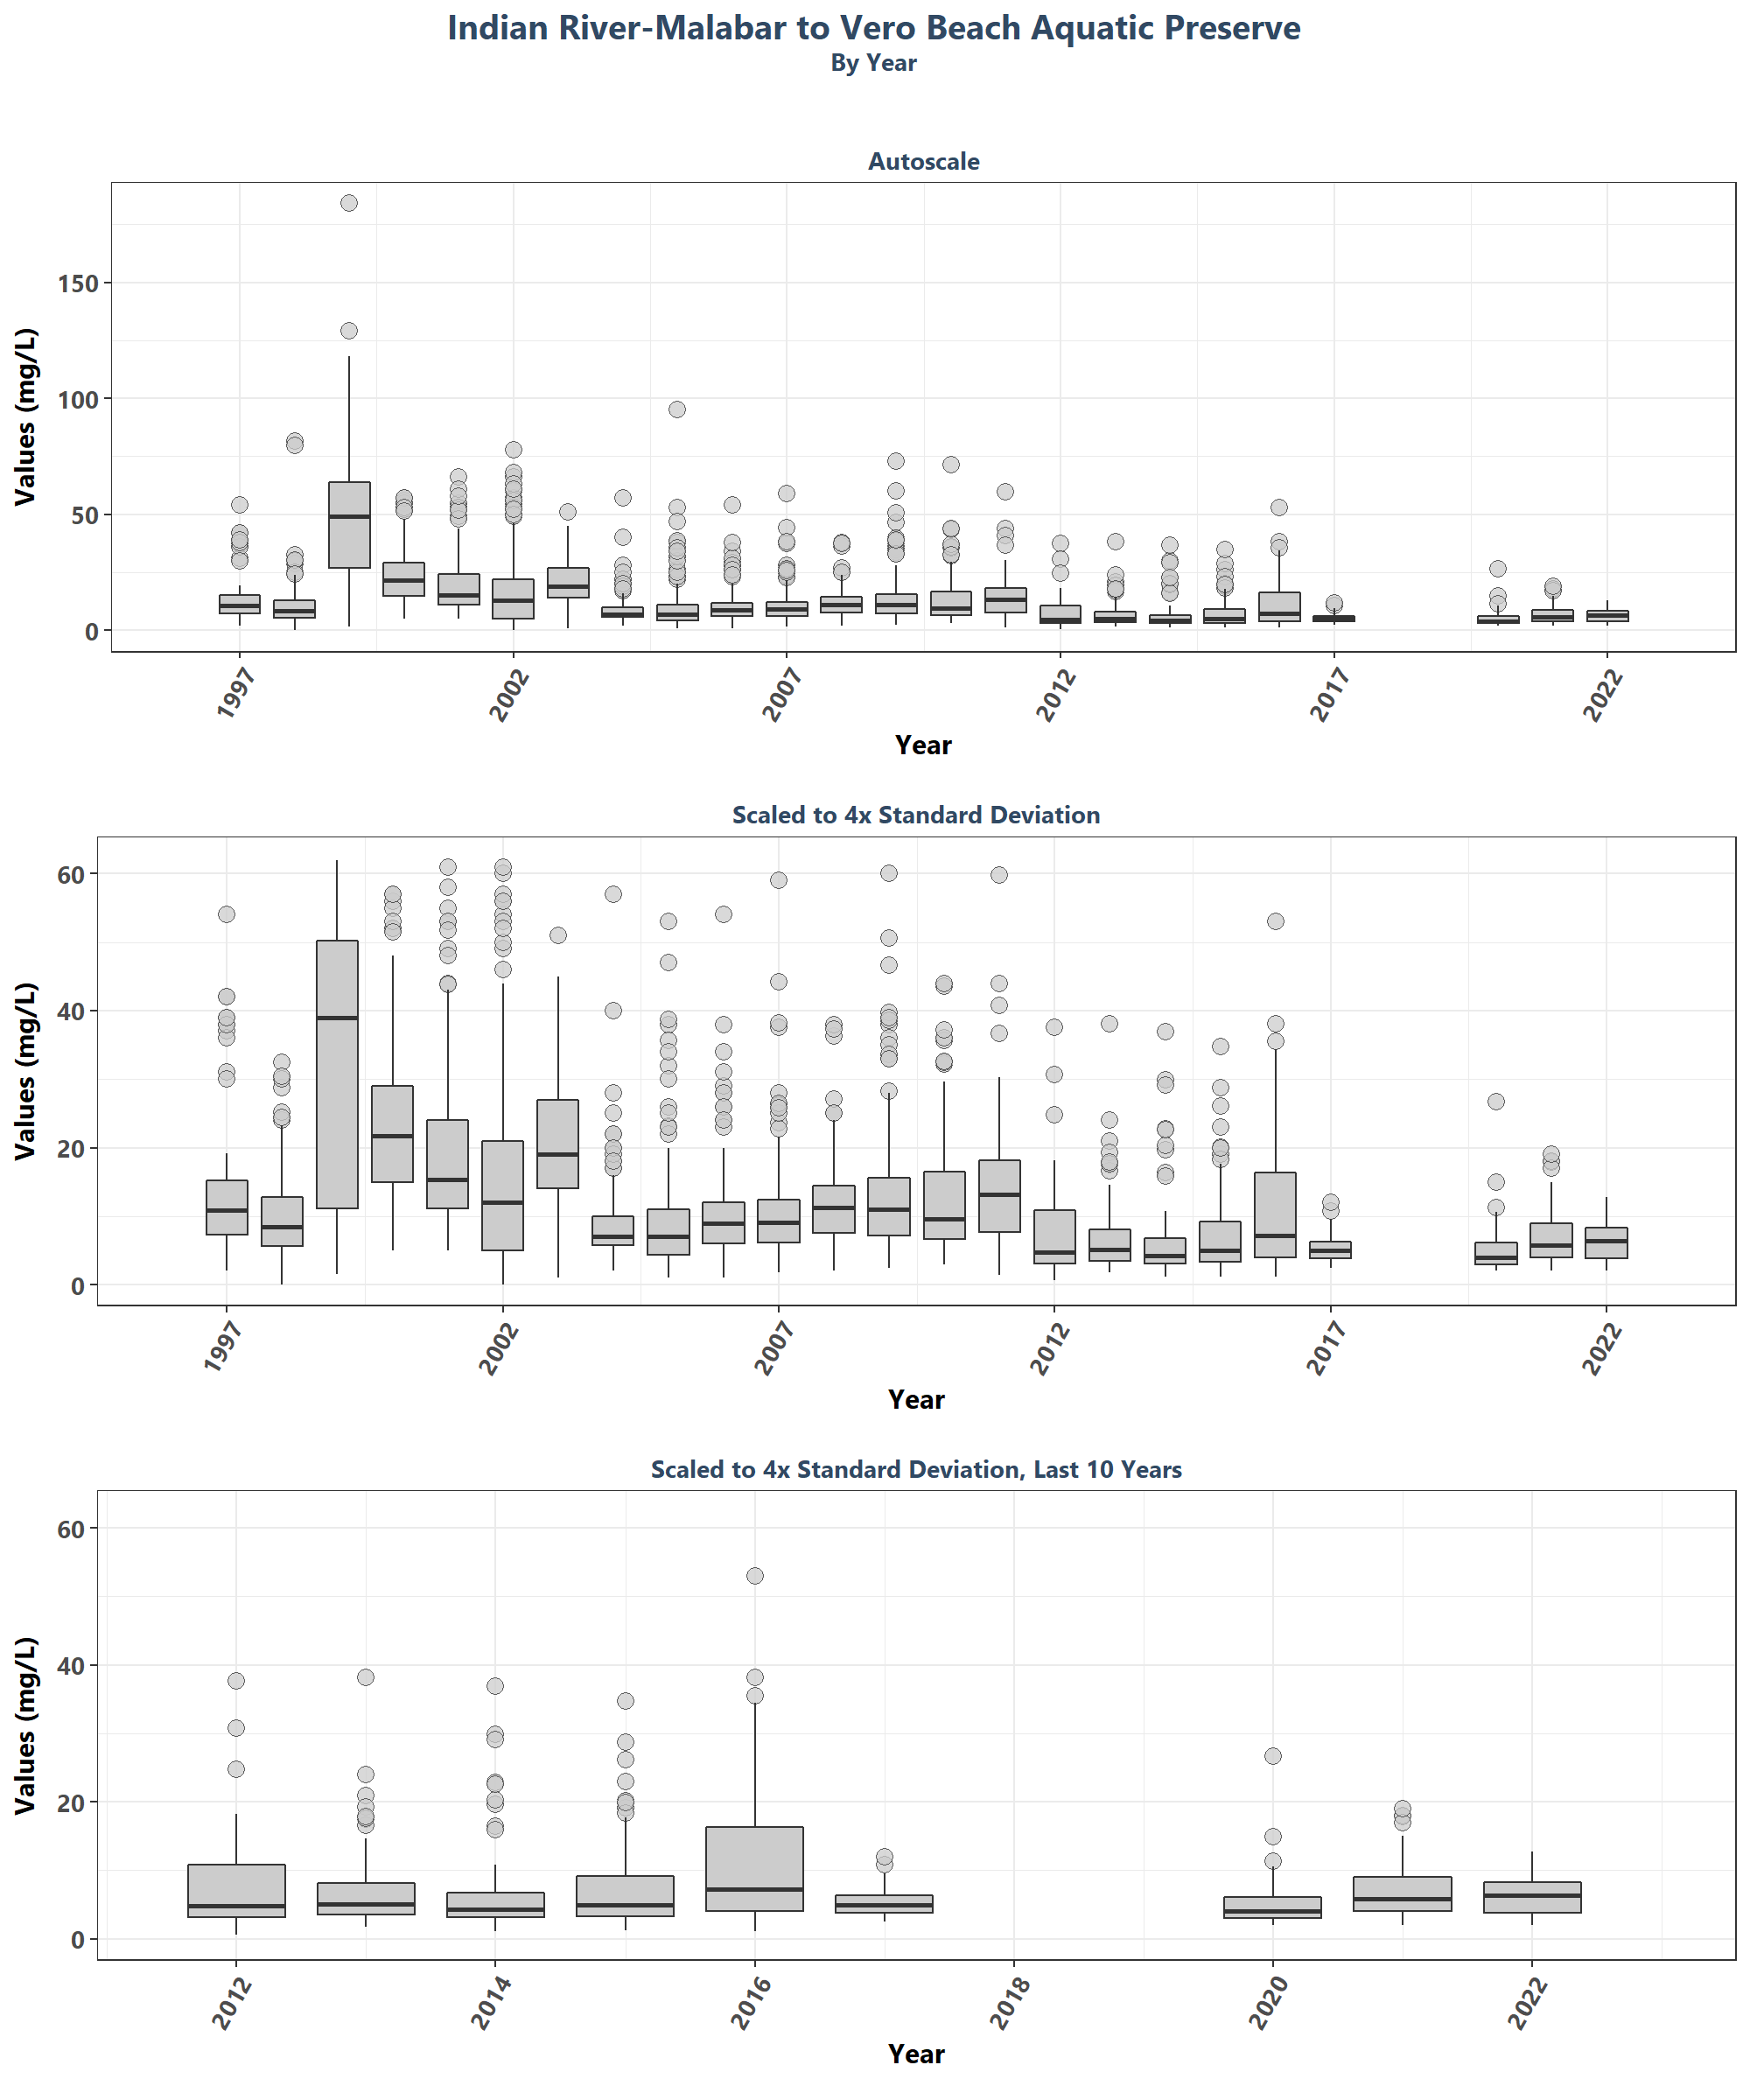 Indian River-Malabar to Vero Beach Aquatic Preserve
By Year
Autoscale
Values (mg/L)
150
100
50
0
1997
2002
2007
2012
2017
2022
Year
Scaled to 4x Standard Deviation
Values (mg/L)
60
40
20
0
1997
2002
2007
2012
2017
2022
Year
Scaled to 4x Standard Deviation, Last 10 Years
Values (mg/L)
60
40
20
0
2012
2014
2016
2018
2020
2022
Year